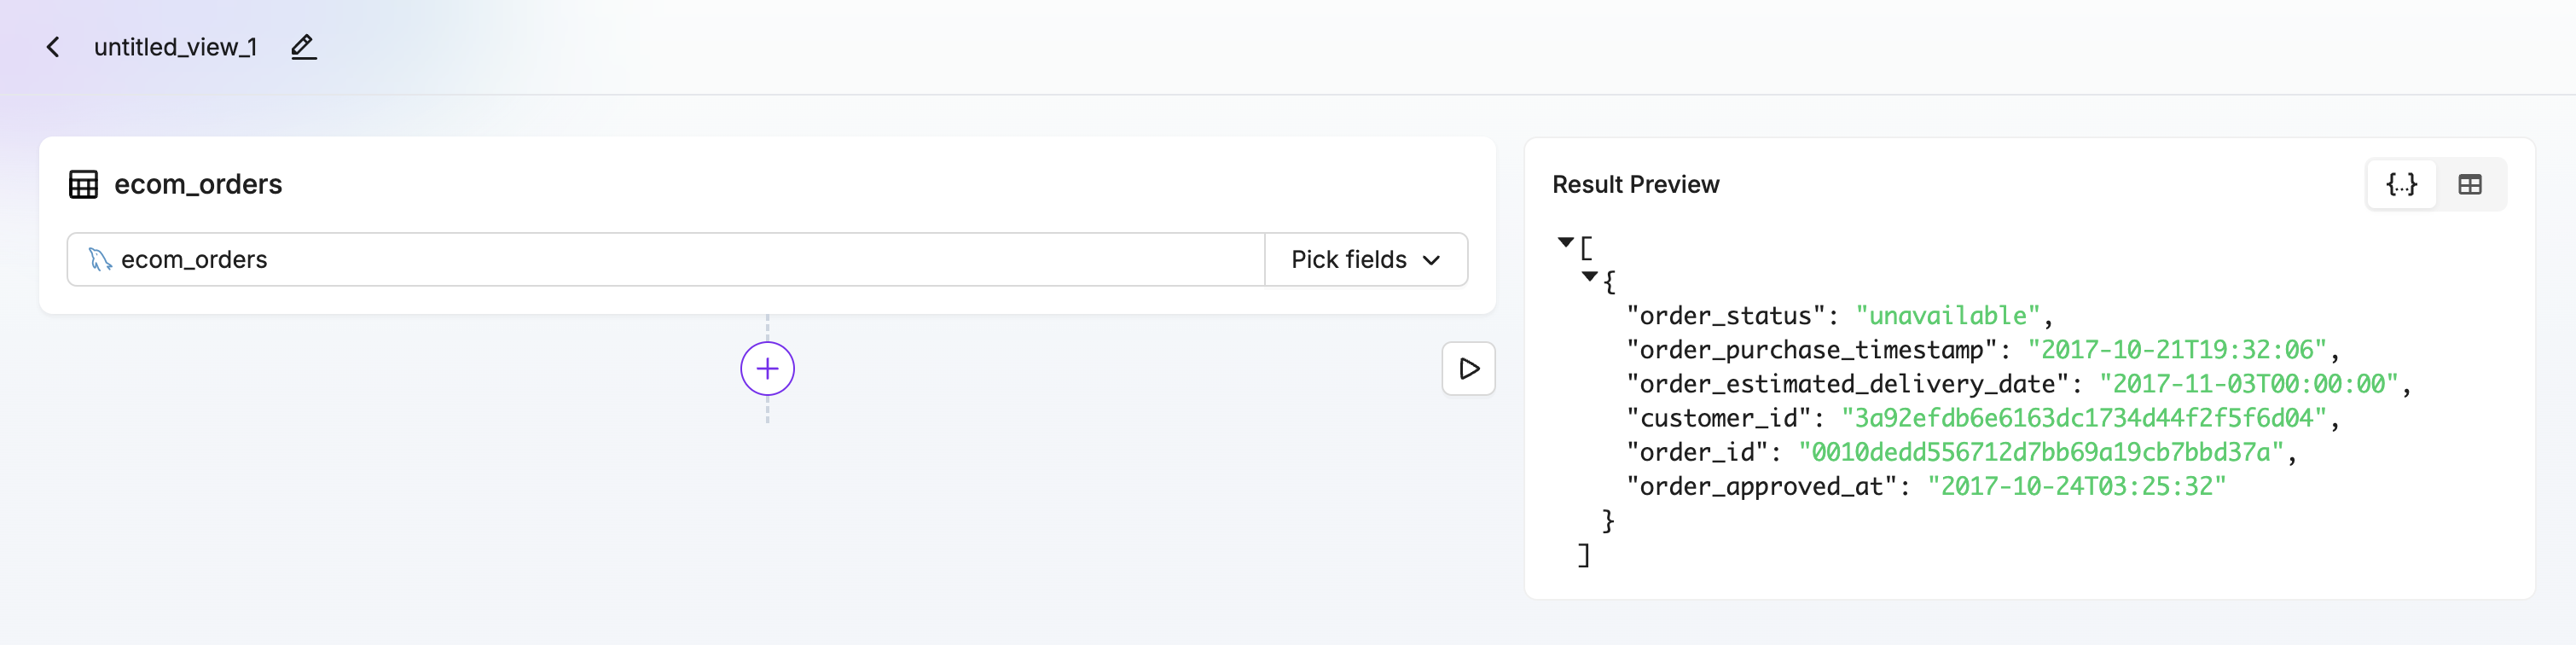 untitled_view_1
ecom_orders
ecom_orders
Pick fields
Result Preview
{...}
[
{
"order_status": "unavailable",
"order_purchase_timestamp": "2017-10-21T19:32:06",
"order_estimated_delivery_date": "2017-11-03T00:00:00",
"customer_id": "3a92efdb6e6163dc1734d44f2f5f6d04",
"order_id": "0010dedd556712d7bb69a19cb7bbd37a",
"order_approved_at": "2017-10-24T03:25:32"
}
]